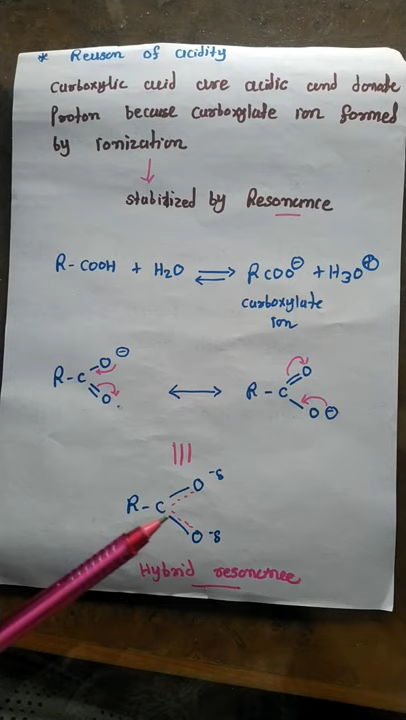 * Reason of acidity
Carboxylic acid are acidic and donate
Proton because carboxylate ion formed
by ionization
↓
stabilized by Resonance
R-COOH + H2O ⇌ RCOO⊖ + H3O⊕
carboxylate
ion
R-C O⊖ O ↔ R-C O O⊖
|||
R-C O-δ
O-δ
Hybrid resonance